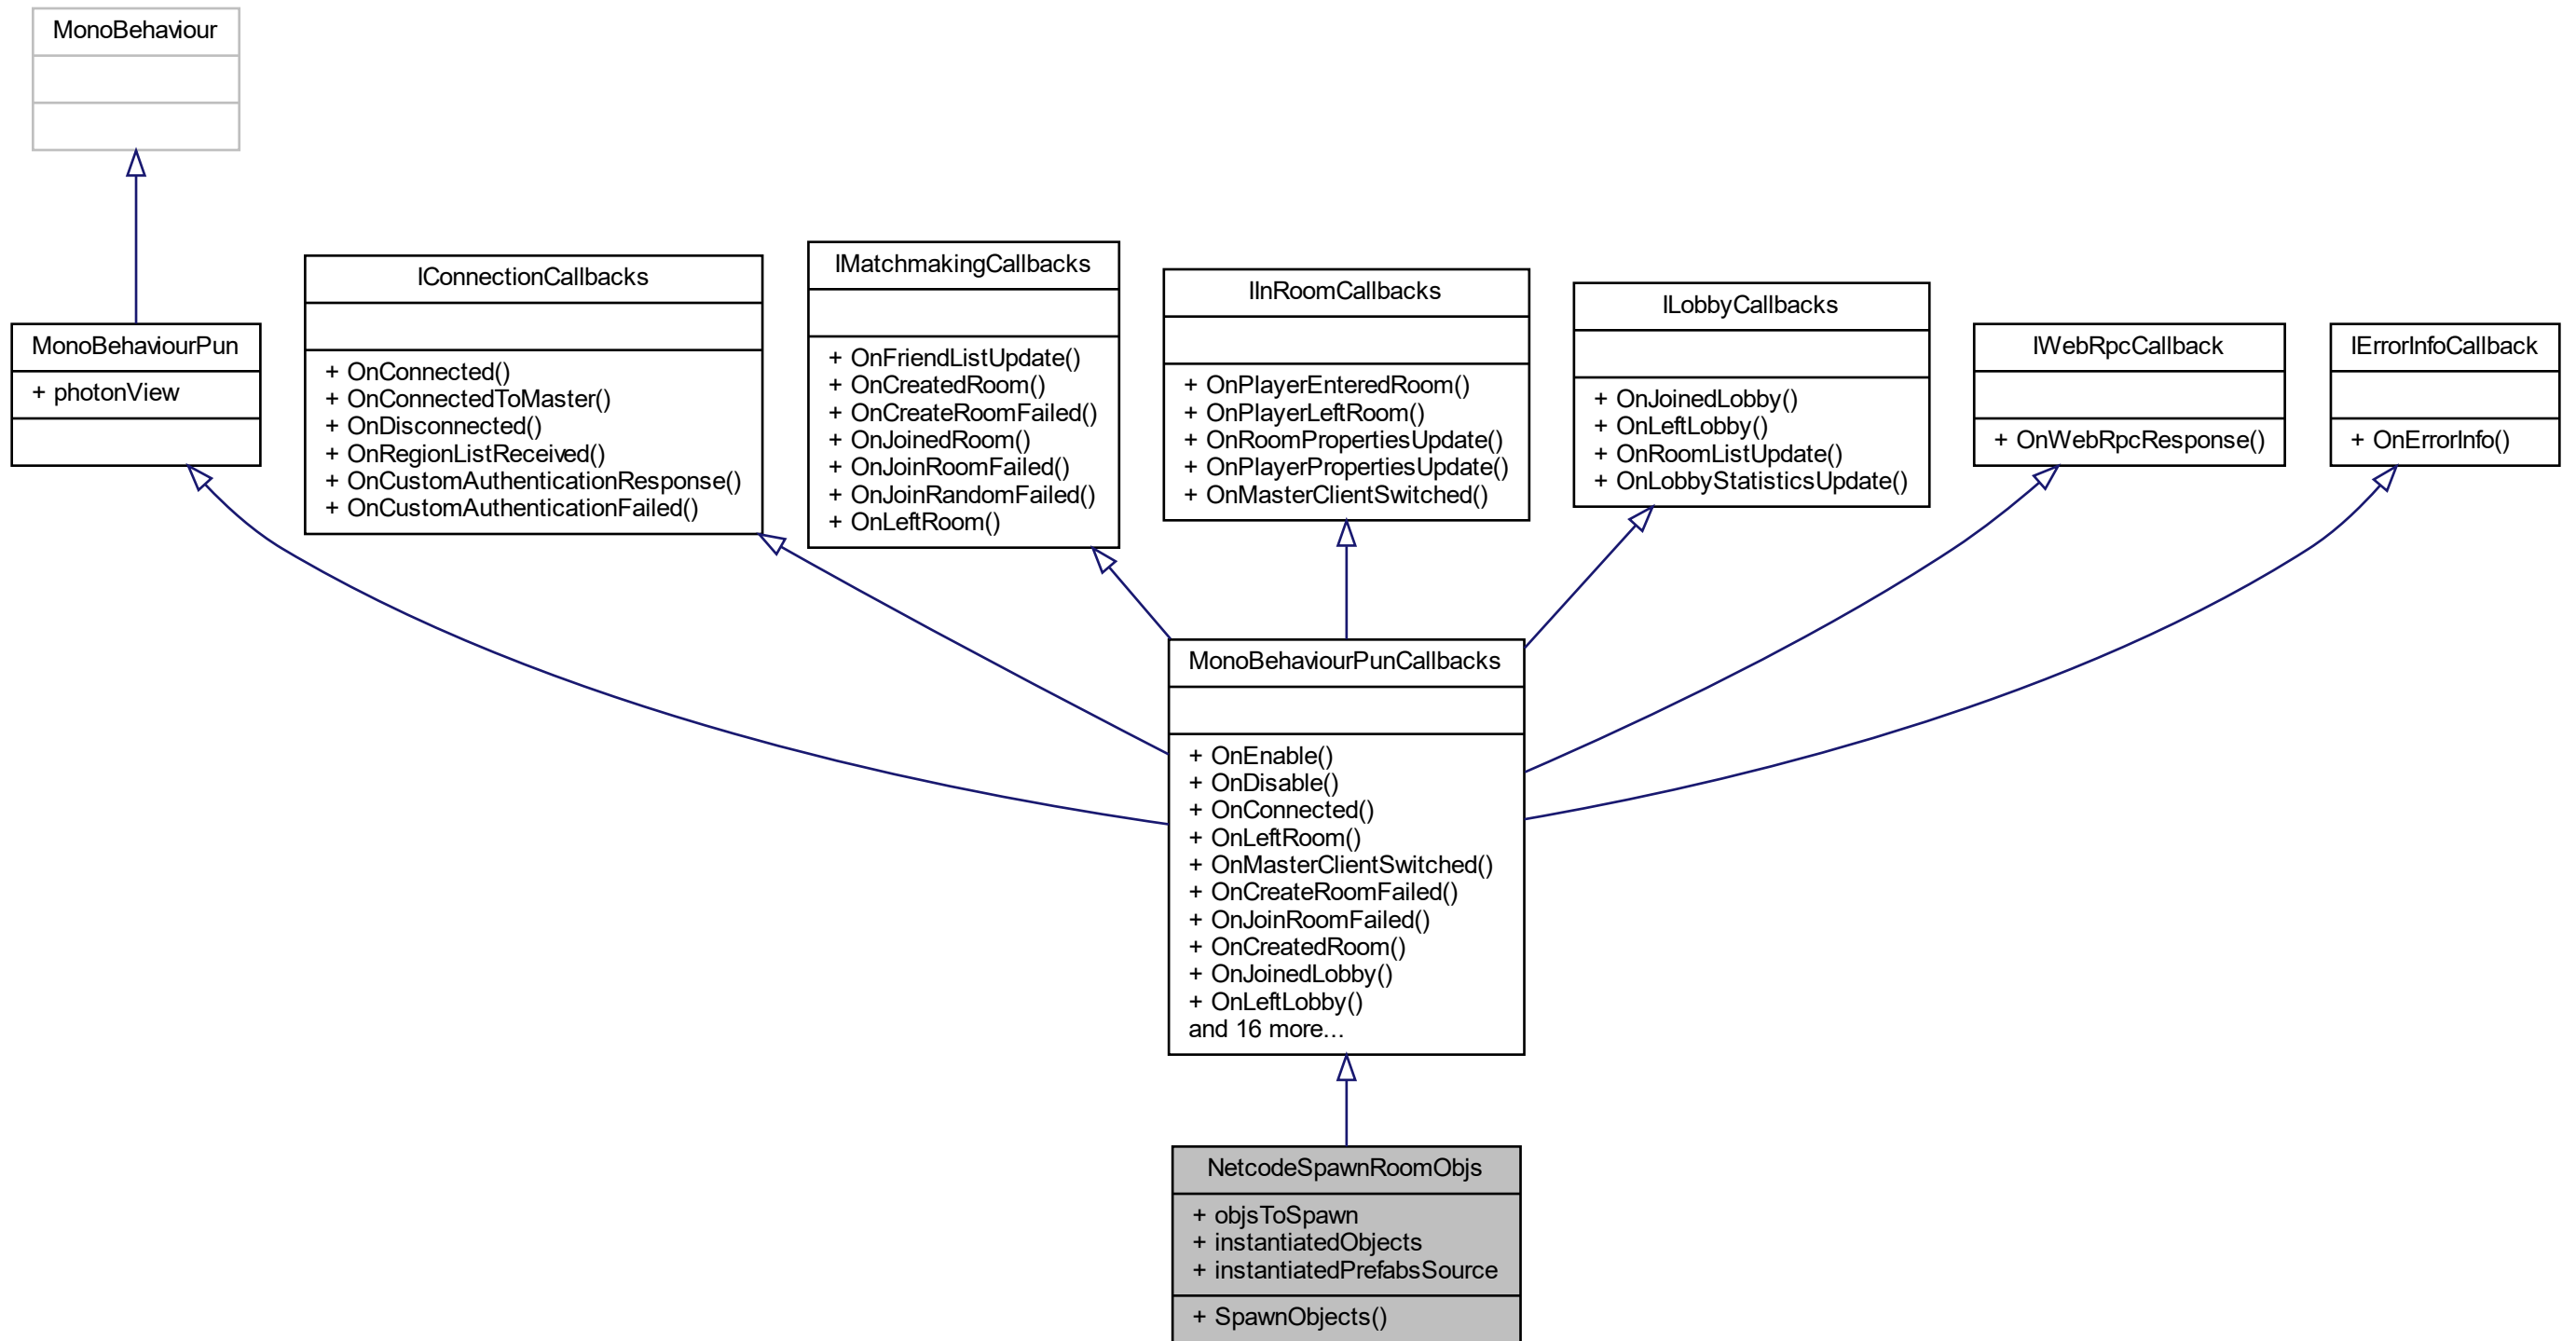 MonoBehaviour
MonoBehaviourPun
+ photonView
IConnectionCallbacks
+ OnConnected()
+ OnConnectedToMaster()
+ OnDisconnected()
+ OnRegionListReceived()
+ OnCustomAuthenticationResponse()
+ OnCustomAuthenticationFailed()
IMatchmakingCallbacks
+ OnFriendListUpdate()
+ OnCreatedRoom()
+ OnCreateRoomFailed()
+ OnJoinedRoom()
+ OnJoinRoomFailed()
+ OnJoinRandomFailed()
+ OnLeftRoom()
IInRoomCallbacks
+ OnPlayerEnteredRoom()
+ OnPlayerLeftRoom()
+ OnRoomPropertiesUpdate()
+ OnPlayerPropertiesUpdate()
+ OnMasterClientSwitched()
ILobbyCallbacks
+ OnJoinedLobby()
+ OnLeftLobby()
+ OnRoomListUpdate()
+ OnLobbyStatisticsUpdate()
IWebRpcCallback
+ OnWebRpcResponse()
IErrorInfoCallback
+ OnErrorInfo()
MonoBehaviourPunCallbacks
+ OnEnable()
+ OnDisable()
+ OnConnected()
+ OnLeftRoom()
+ OnMasterClientSwitched()
+ OnCreateRoomFailed()
+ OnJoinRoomFailed()
+ OnCreatedRoom()
+ OnJoinedLobby()
+ OnLeftLobby()
and 16 more...
NetcodeSpawnRoomObjs
+ objsToSpawn
+ instantiatedObjects
+ instantiatedPrefabsSource
+ SpawnObjects()